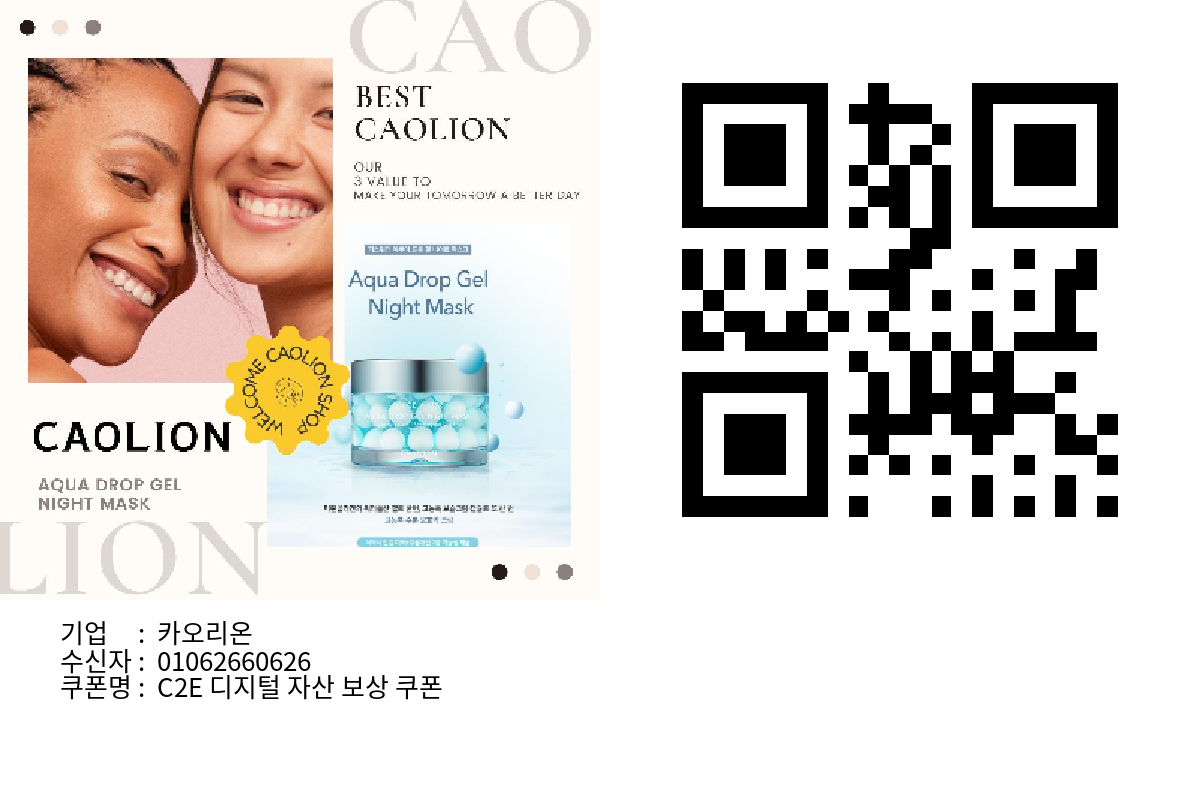 CAO
BEST
CAOLION
OUR
3 VALUE TO
MAKE YOUR TOMORROW A BETTER DAY
Aqua Drop Gel
Night Mask
WELCOME CAOLION SHOP
CAOLION
AQUA DROP GEL
NIGHT MASK
LION
기업 : 카오리온
수신자 : 01062660626
쿠폰명 : C2E 디지털 자산 보상 쿠폰